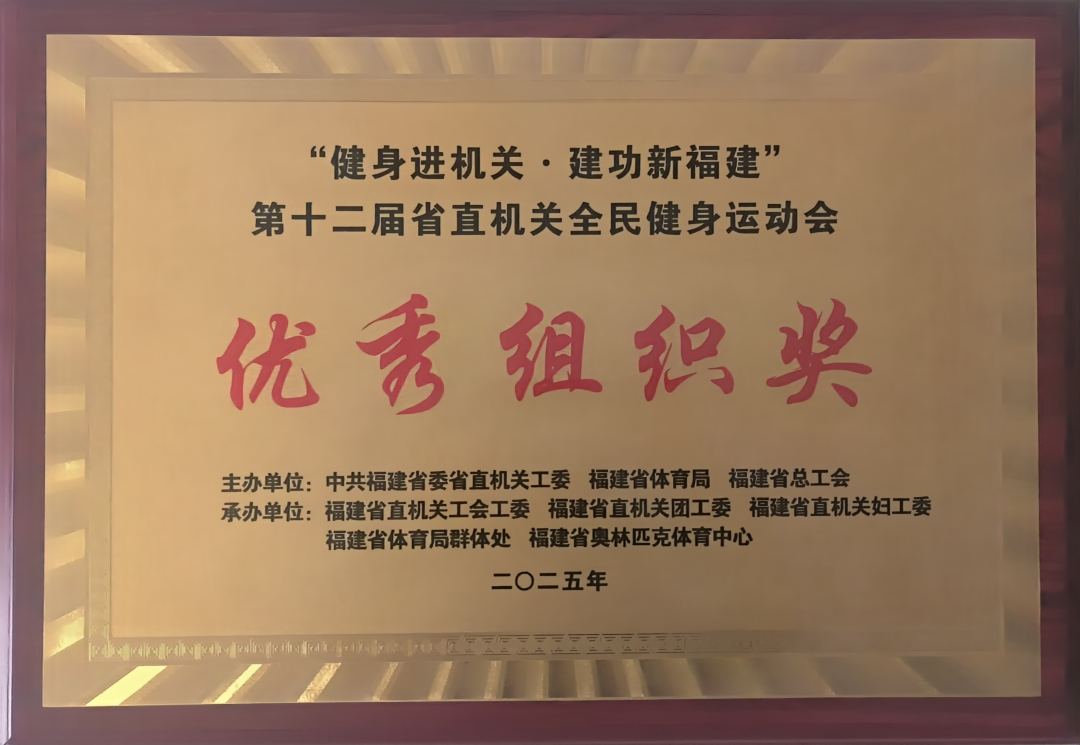 “健身进机关·建功新福建”
第十二届省直机关全民健身运动会
优秀组织奖
主办单位：中共福建省委省直机关工委 福建省体育局 福建省总工会
承办单位：福建省直机关工会工委 福建省直机关团工委 福建省直机关妇工委
福建省体育局群体处 福建省奥林匹克体育中心
二〇二五年